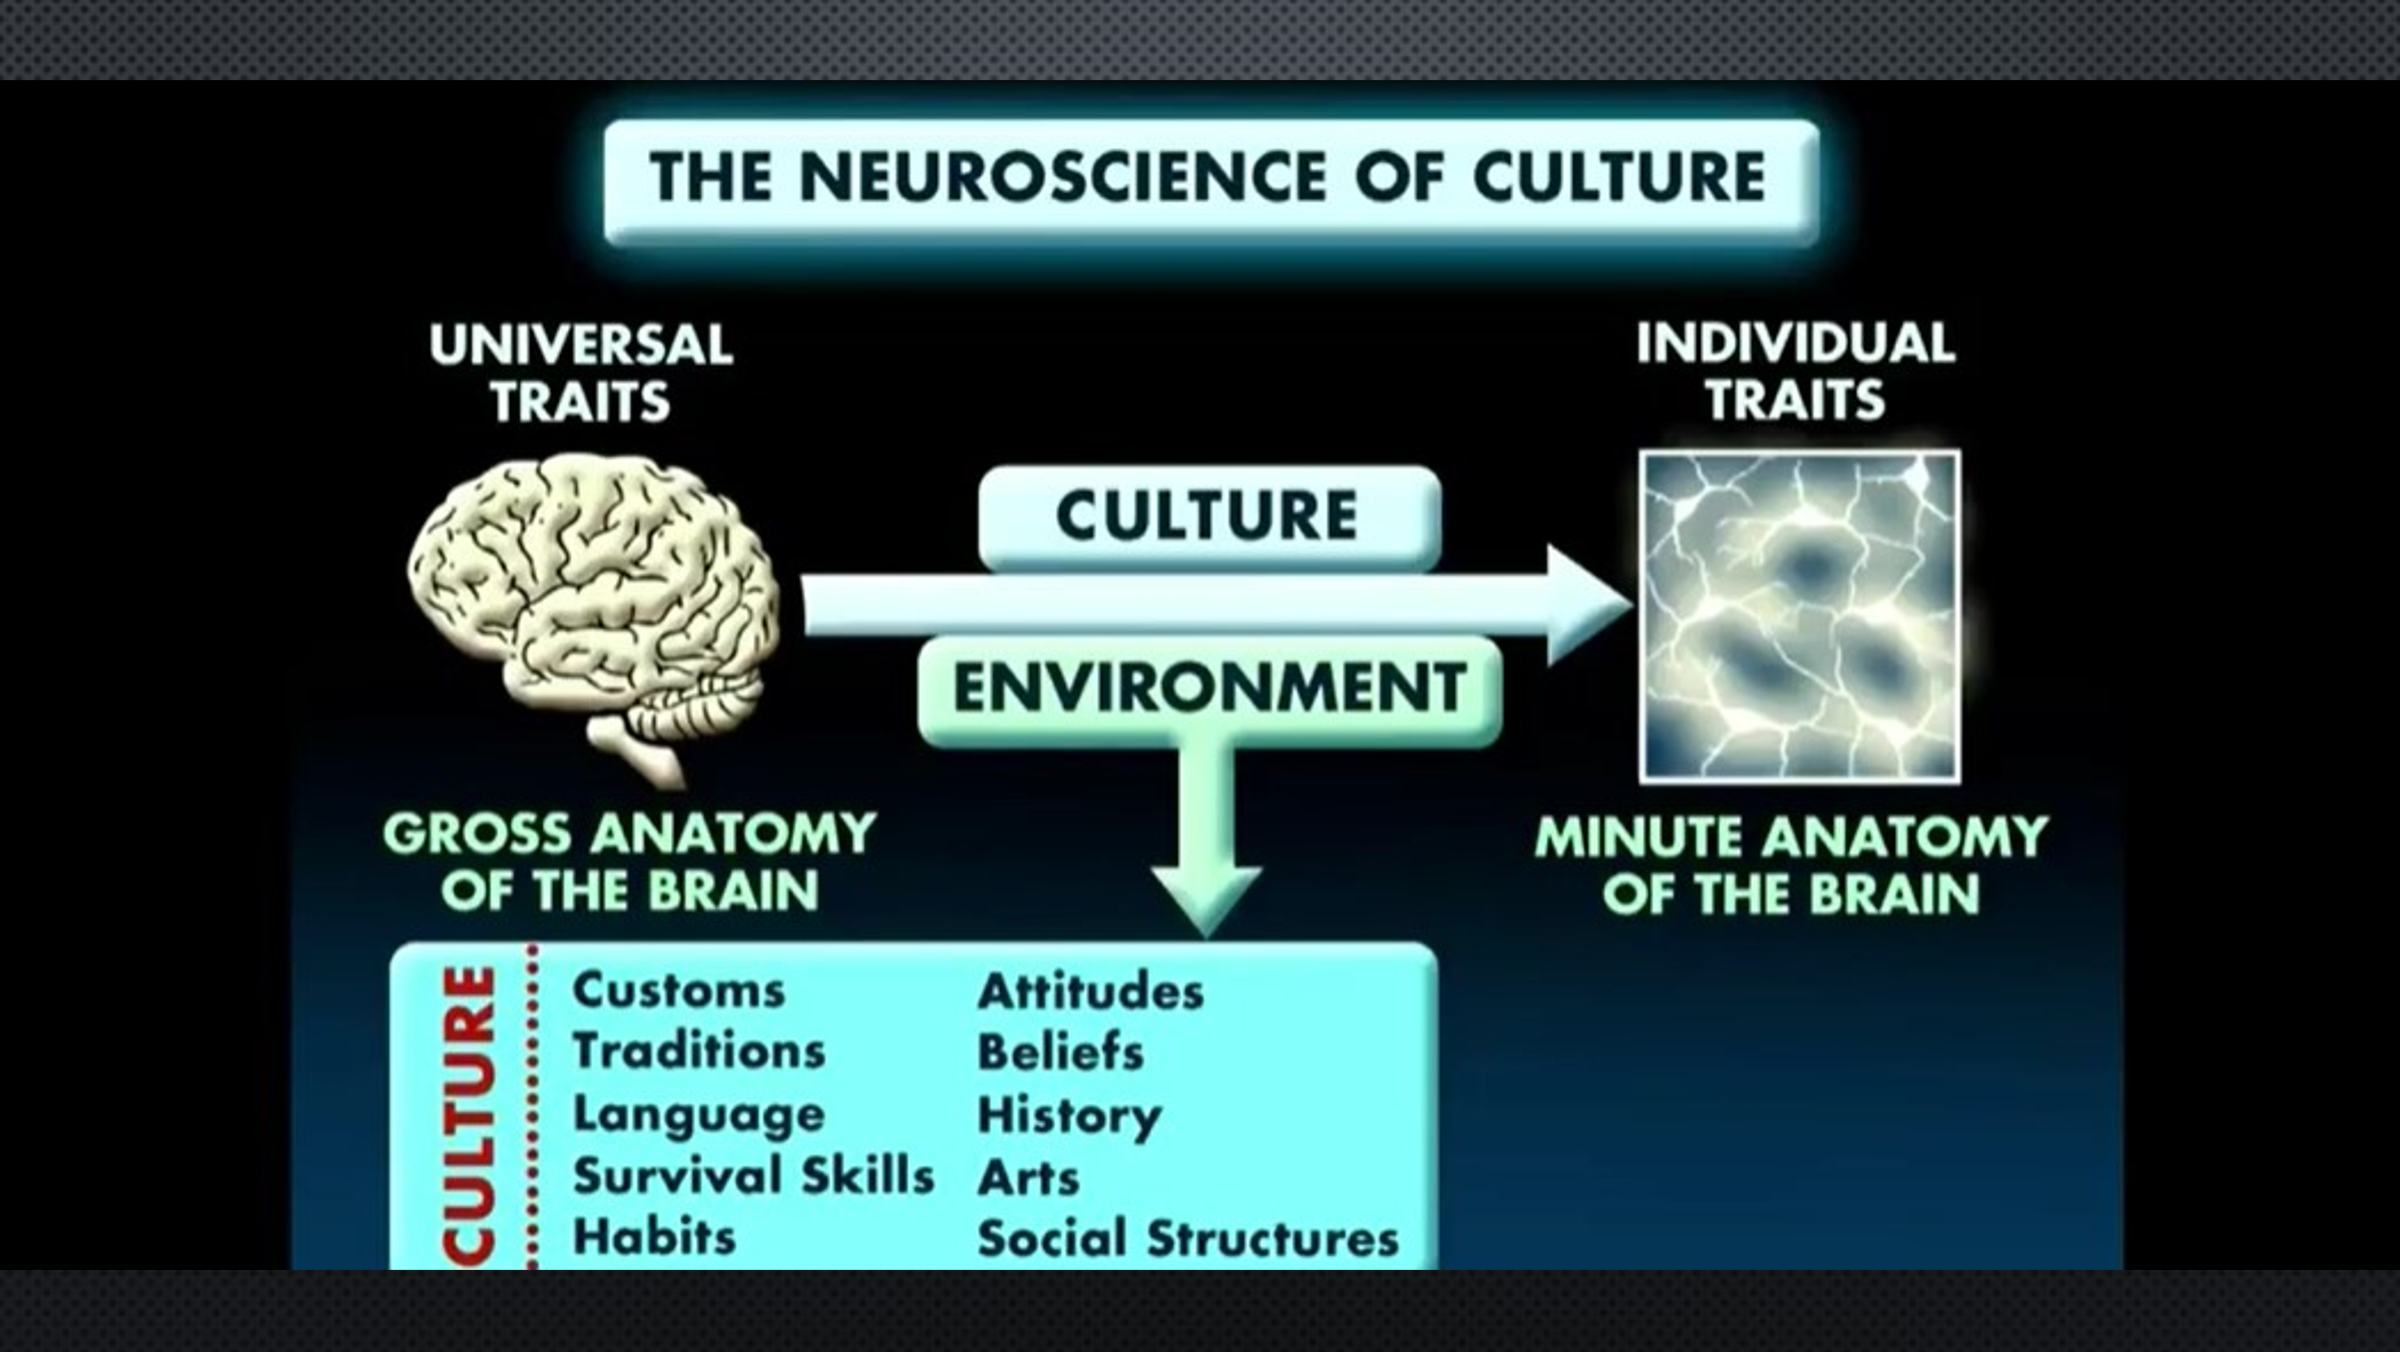 THE NEUROSCIENCE OF CULTURE
UNIVERSAL
TRAITS
INDIVIDUAL
TRAITS
CULTURE
ENVIRONMENT
GROSS ANATOMY
OF THE BRAIN
MINUTE ANATOMY
OF THE BRAIN
CULTURE
Customs
Traditions
Language
Survival Skills
Habits
Attitudes
Beliefs
History
Arts
Social Structures